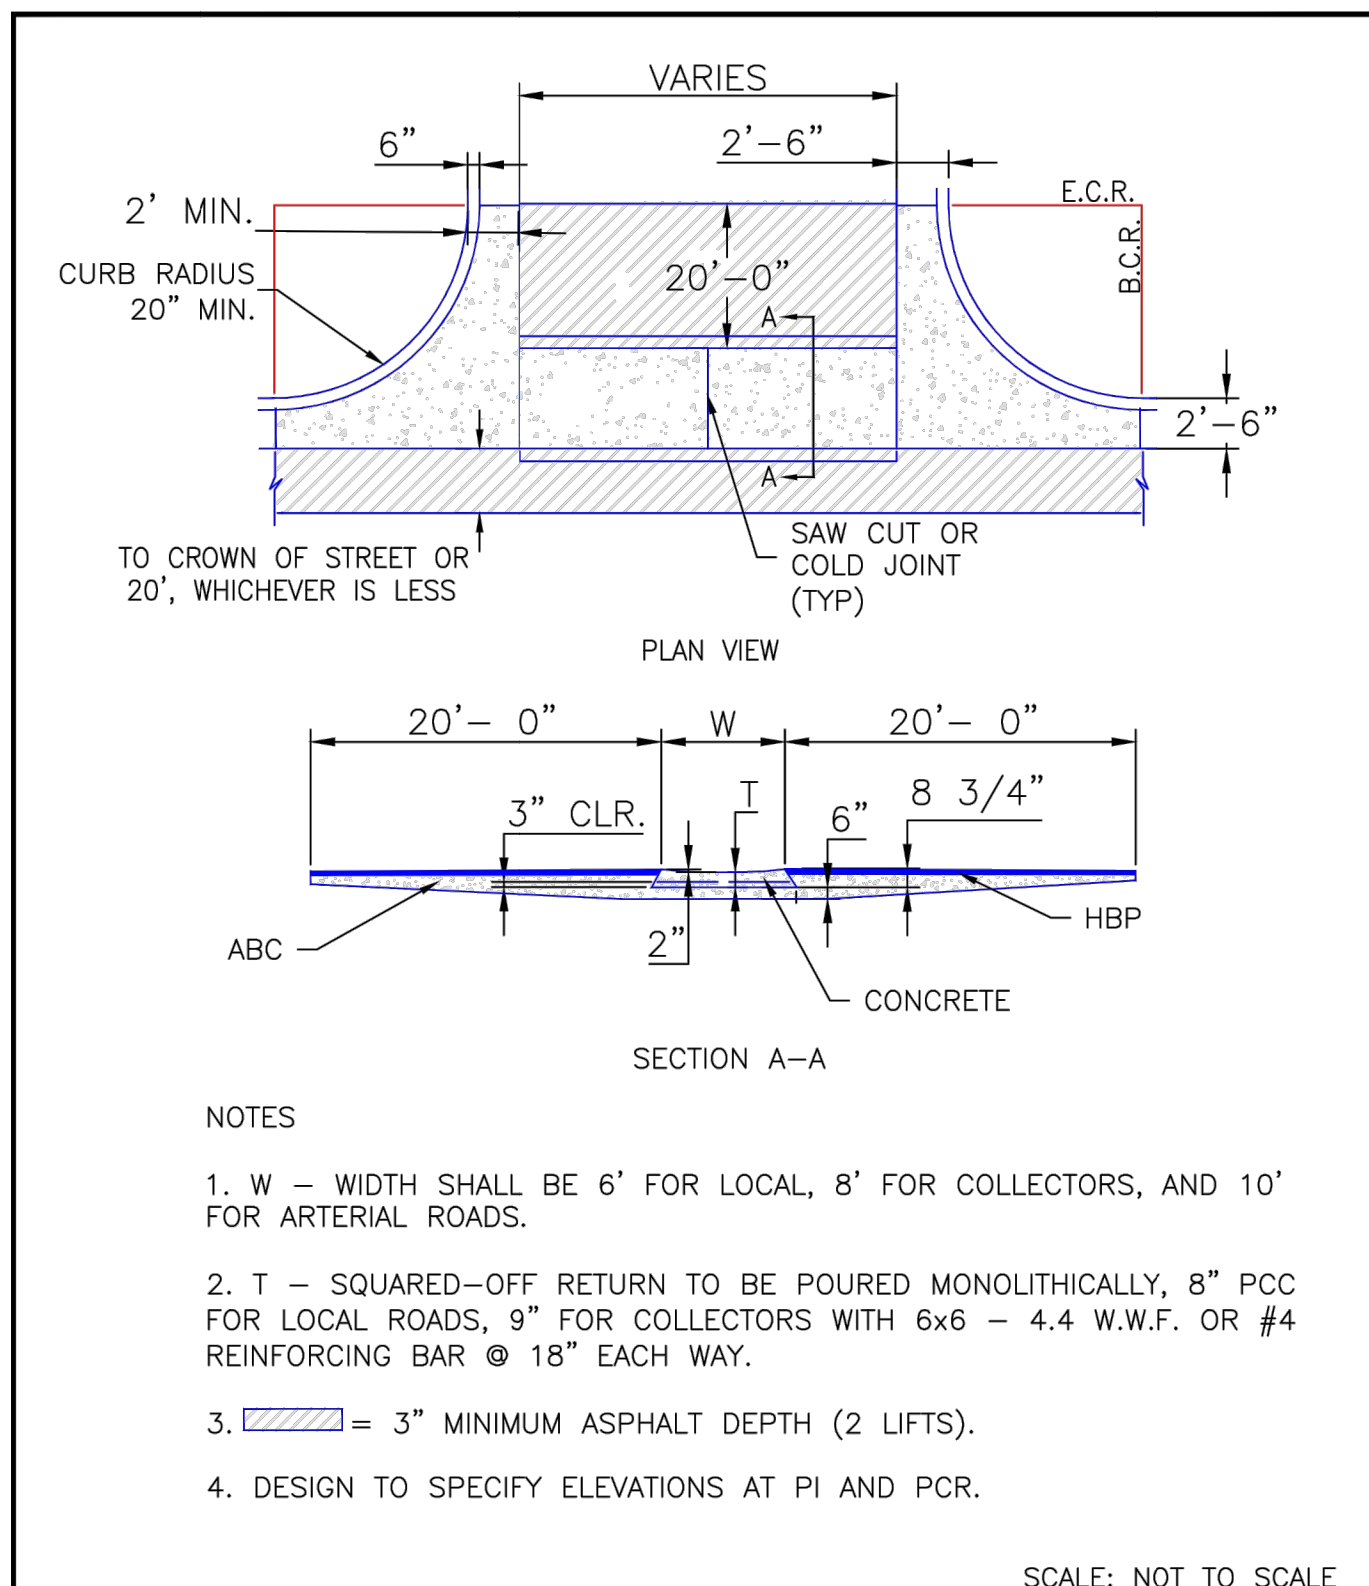 VARIES
6”
2’-6”
2’ MIN.
E.C.R.
B.C.R.
CURB RADIUS
20” MIN.
20’-0”
A
2’-6”
A
SAW CUT OR
COLD JOINT
(TYP)
TO CROWN OF STREET OR
20’, WHICHEVER IS LESS
PLAN VIEW
20’- 0”
W
20’- 0”
3” CLR.
T
6”
8 3/4”
ABC
2”
HBP
CONCRETE
SECTION A-A
NOTES
1. W - WIDTH SHALL BE 6’ FOR LOCAL, 8’ FOR COLLECTORS, AND 10’
FOR ARTERIAL ROADS.
2. T - SQUARED-OFF RETURN TO BE POURED MONOLITHICALLY, 8” PCC
FOR LOCAL ROADS, 9” FOR COLLECTORS WITH 6x6 - 4.4 W.W.F. OR #4
REINFORCING BAR @ 18” EACH WAY.
3. = 3” MINIMUM ASPHALT DEPTH (2 LIFTS).
4. DESIGN TO SPECIFY ELEVATIONS AT PI AND PCR.
SCALE: NOT TO SCALE